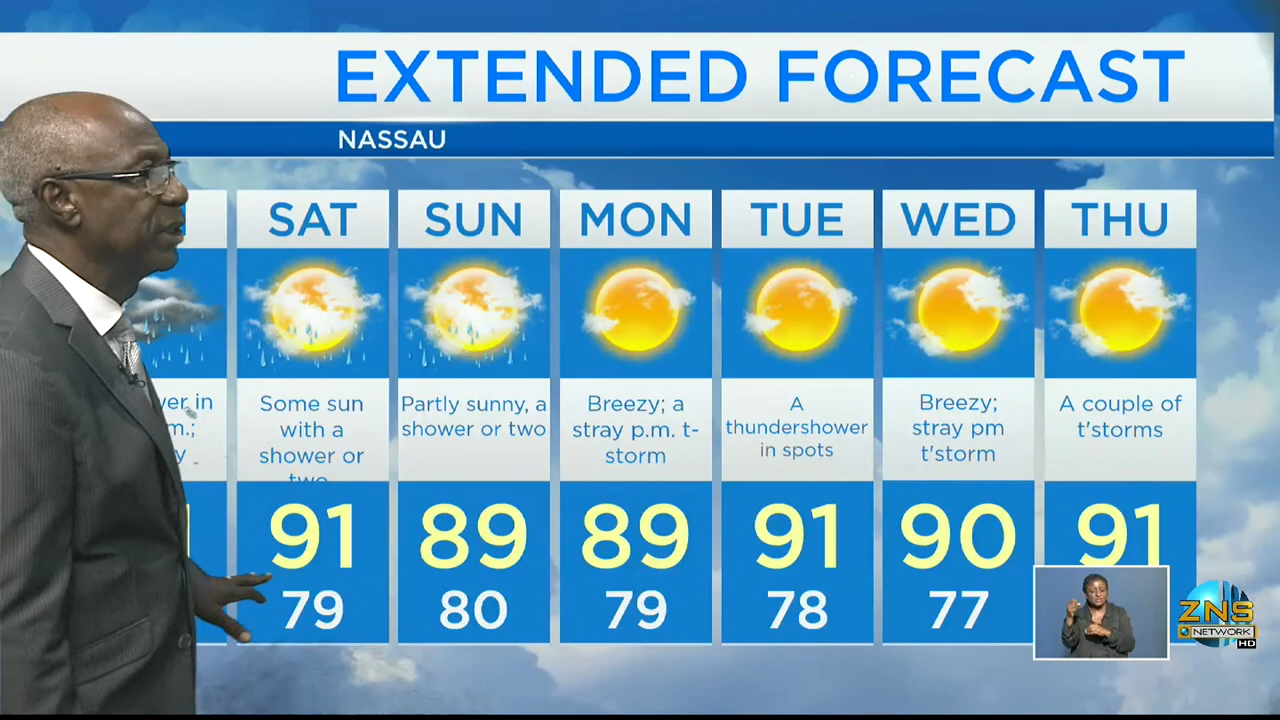 EXTENDED FORECAST
NASSAU
SAT
SUN
MON
TUE
WED
THU
in
Some sun
with a
shower or
two
Partly sunny, a
shower or two
Breezy; a
stray p.m. t-
storm
A
thundershower
in spots
Breezy;
stray pm
t'storm
A couple of
t'storms
91
89
89
91
90
91
79
80
79
78
77
ZNS
NETWORK
HD